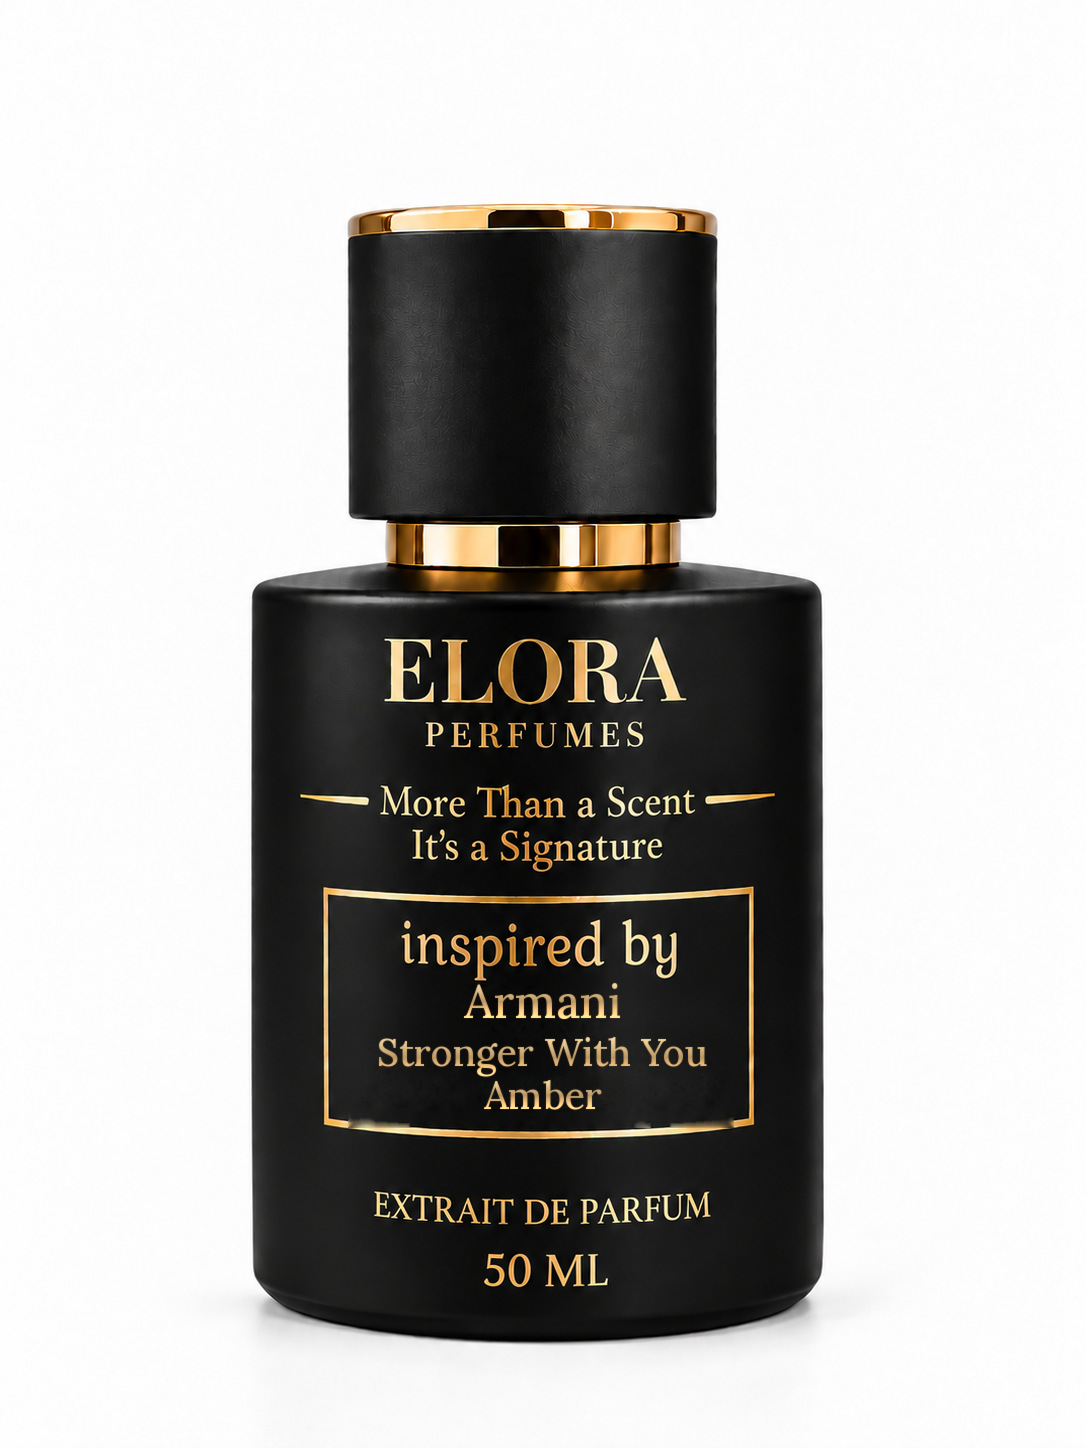 ELORA
PERFUMES
More Than a Scent
It's a Signature
inspired by
Armani
Stronger With You
Amber
EXTRAIT DE PARFUM
50 ML